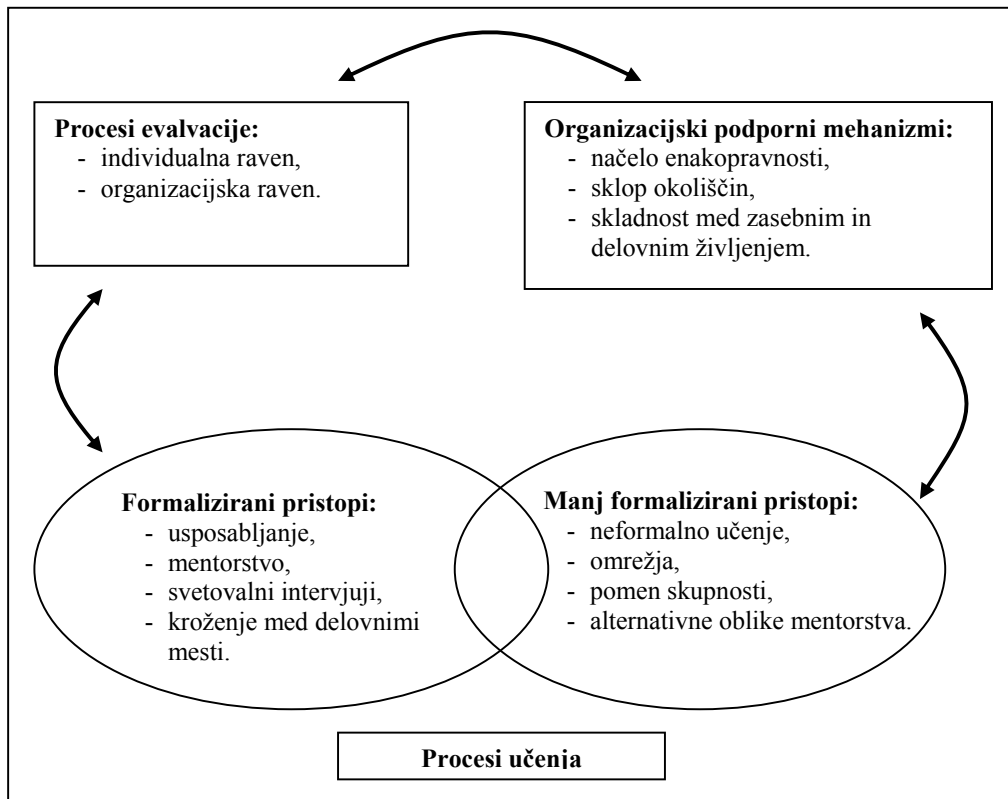 Procesi evalvacije:
- individualna raven,
- organizacijska raven.
Organizacijski podporni mehanizmi:
- načelo enakopravnosti,
- sklop okoliščin,
- skladnost med zasebnim in
delovnim življenjem.
Formalizirani pristopi:
- usposabljanje,
- mentorstvo,
- svetovalni intervjuji,
- kroženje med delovnimi
mesti.
Manj formalizirani pristopi:
- neformalno učenje,
- omrežja,
- pomen skupnosti,
- alternativne oblike mentorstva.
Procesi učenja